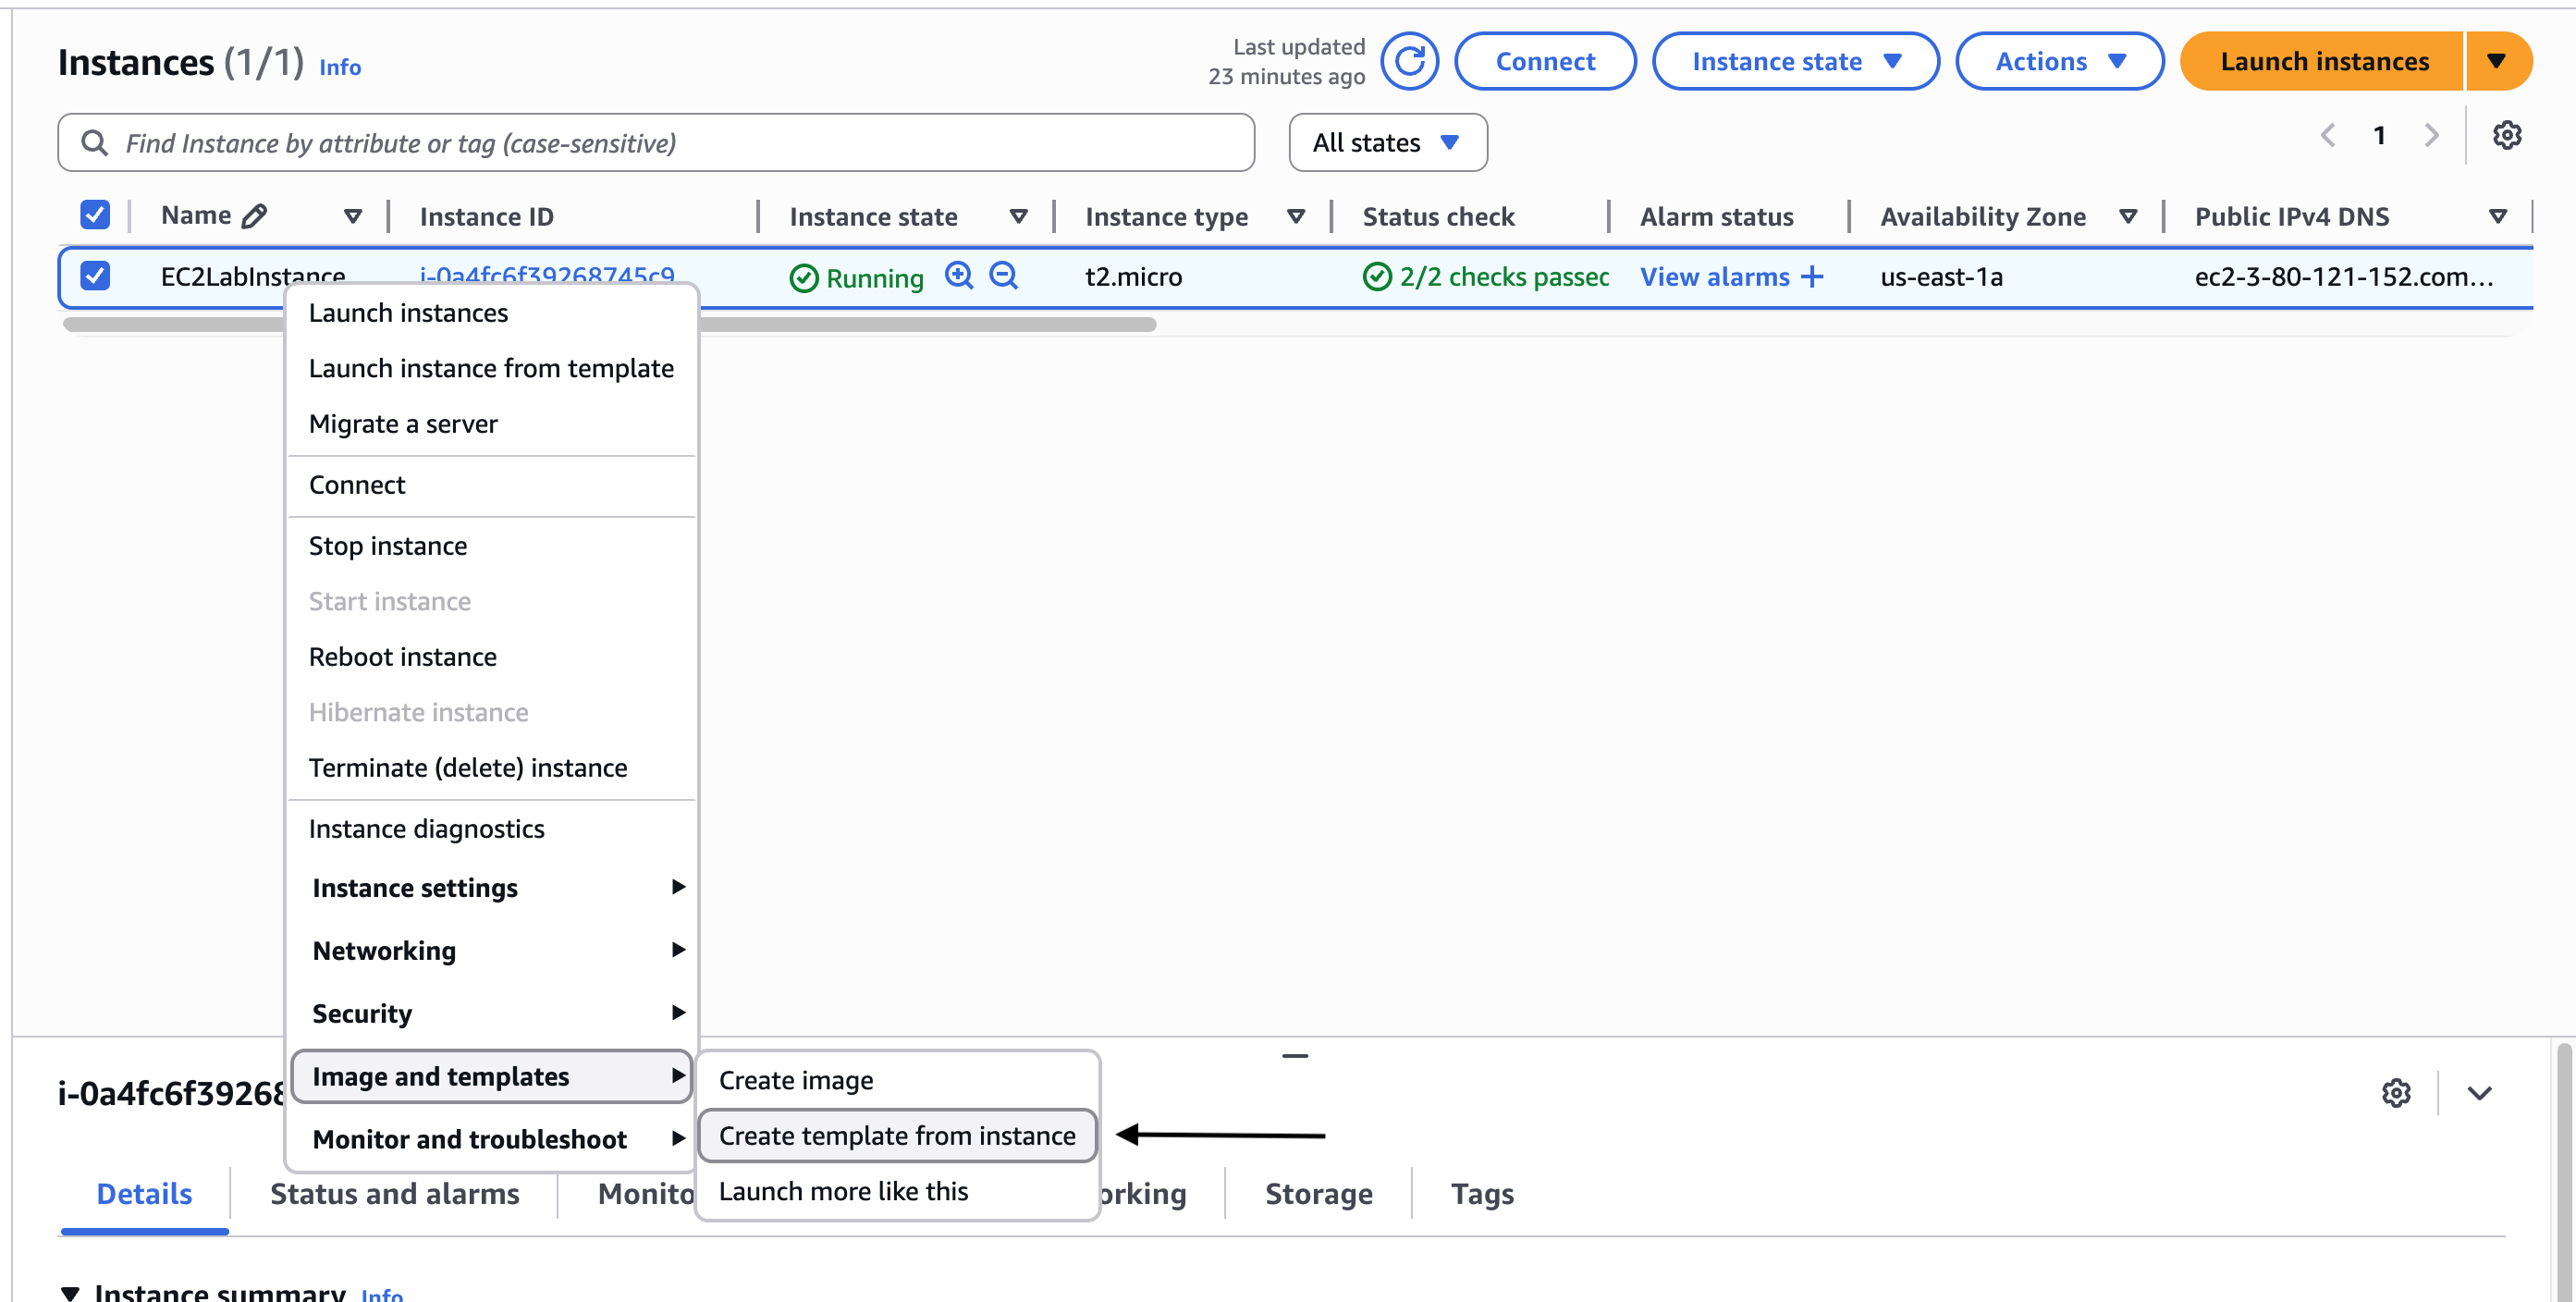 Instances (1/1) Info
Last updated
23 minutes ago
Connect
Instance state
Actions
Launch instances
Find Instance by attribute or tag (case-sensitive)
All states
1
Name Instance ID Instance state Instance type Status check Alarm status Availability Zone Public IPv4 DNS
EC2LabInstance i-0a4fc6f39268745c9 Running t2.micro 2/2 checks passec View alarms + us-east-1a ec2-3-80-121-152.com...
Launch instances
Launch instance from template
Migrate a server
Connect
Stop instance
Start instance
Reboot instance
Hibernate instance
Terminate (delete) instance
Instance diagnostics
Instance settings
Networking
Security
Image and templates
Monitor and troubleshoot
Create image
Create template from instance
Launch more like this
i-0a4fc6f39268
Details Status and alarms Monito orking Storage Tags
Instance summary Info